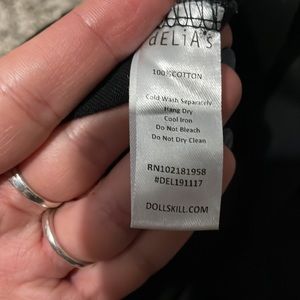 dELiA's
100% COTTON
Cold Wash Separately
Hang Dry
Cool Iron
Do Not Bleach
Do Not Dry Clean
RN102181958
#DEL191117
DOLLSKILL.COM